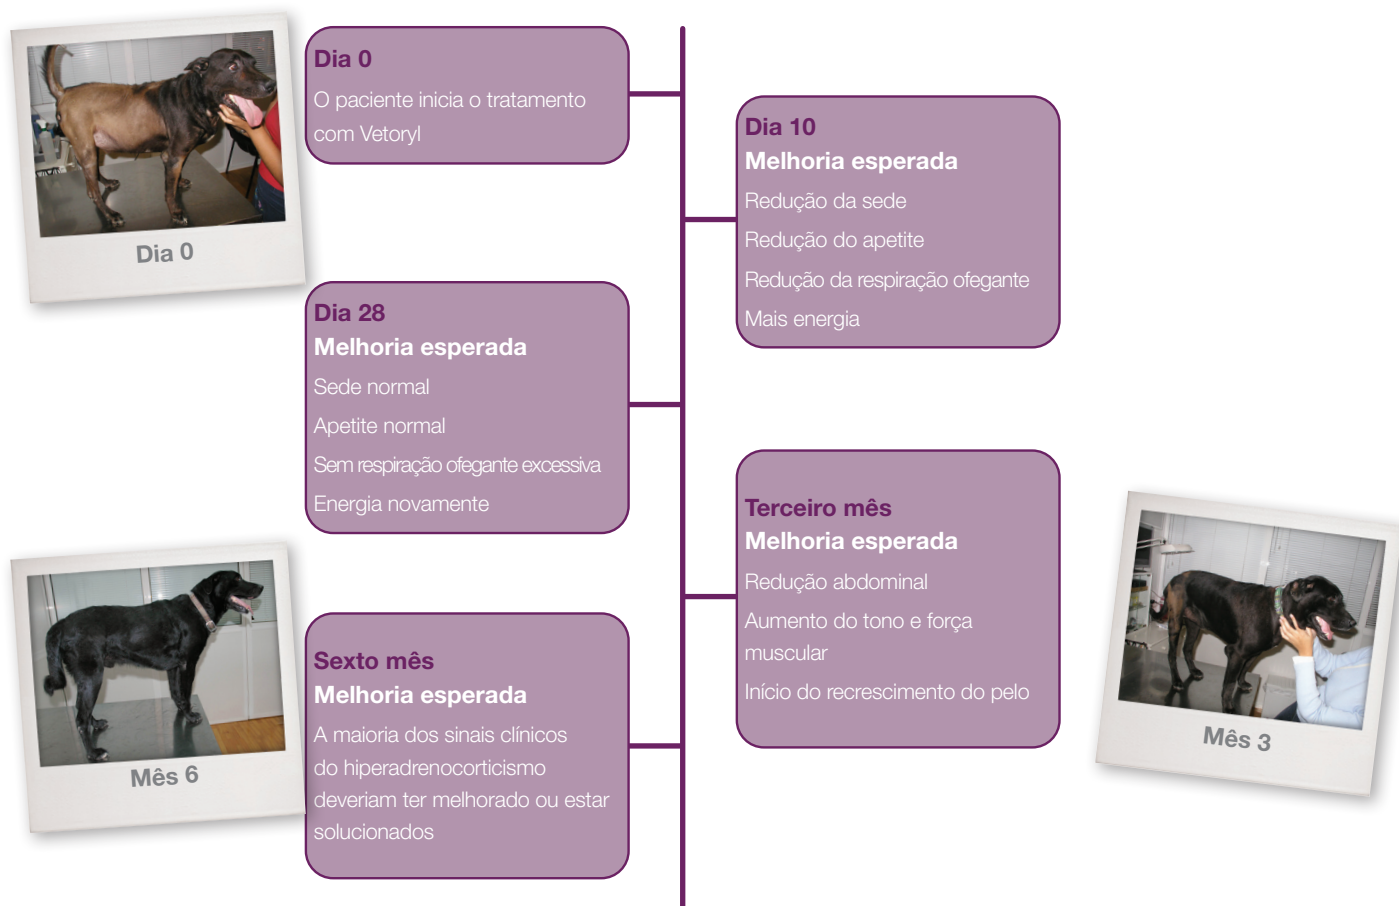 Dia 0
O paciente inicia o tratamento
com Vetoryl
Dia 0
Dia 10
Melhoria esperada
Redução da sede
Redução do apetite
Redução da respiração ofegante
Mais energia
Dia 28
Melhoria esperada
Sede normal
Apetite normal
Sem respiração ofegante excessiva
Energia novamente
Terceiro mês
Melhoria esperada
Redução abdominal
Aumento do tono e força
muscular
Início do recrescimento do pelo
Mês 3
Sexto mês
Melhoria esperada
A maioria dos sinais clínicos
do hiperadrenocorticismo
deveriam ter melhorado ou estar
solucionados
Mês 6